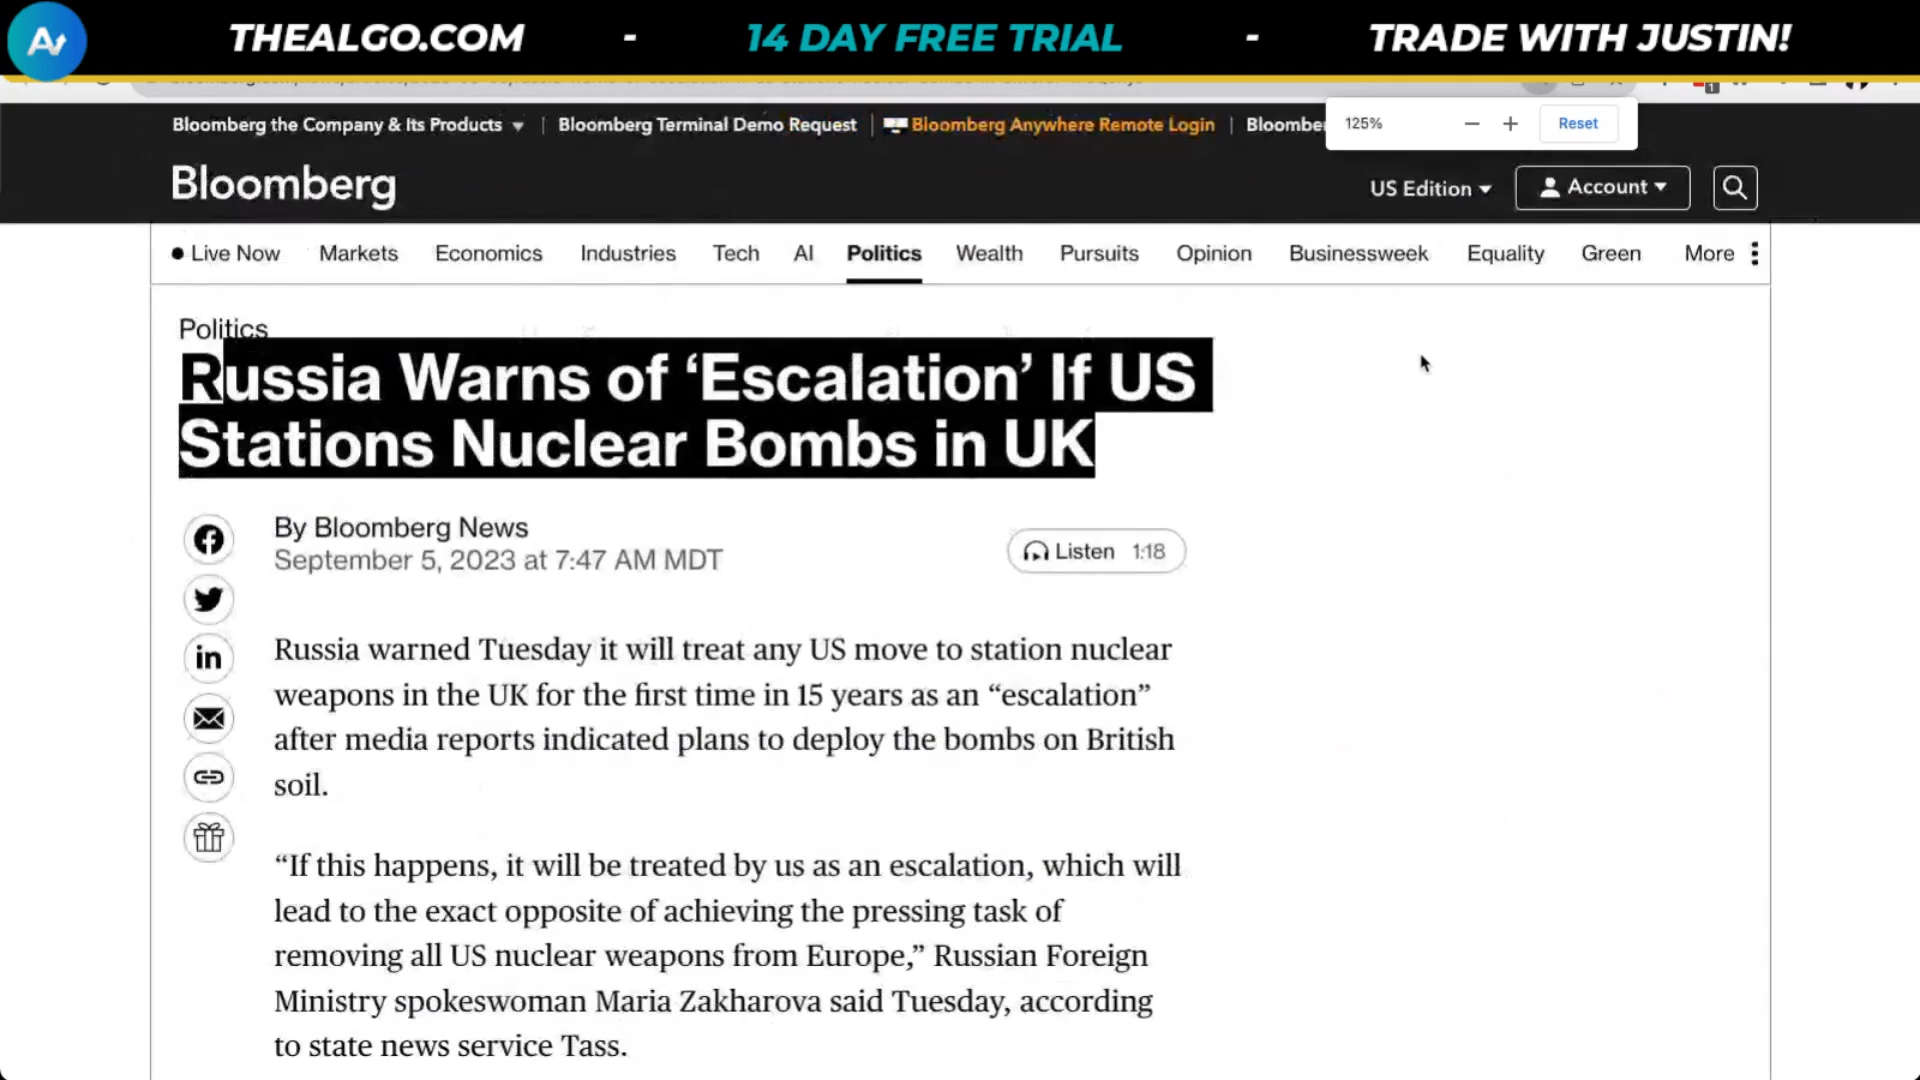 THEALGO.COM - 14 DAY FREE TRIAL - TRADE WITH JUSTIN!
Bloomberg the Company & Its Products | Bloomberg Terminal Demo Request | Bloomberg Anywhere Remote Login |
125% − + Reset
Bloomberg
US Edition Account
Live Now Markets Economics Industries Tech AI Politics Wealth Pursuits Opinion Businessweek Equality Green More
Politics
Russia Warns of ‘Escalation’ If US
Stations Nuclear Bombs in UK
By Bloomberg News
September 5, 2023 at 7:47 AM MDT
Listen 1:18
Russia warned Tuesday it will treat any US move to station nuclear
weapons in the UK for the first time in 15 years as an “escalation”
after media reports indicated plans to deploy the bombs on British
soil.
“If this happens, it will be treated by us as an escalation, which will
lead to the exact opposite of achieving the pressing task of
removing all US nuclear weapons from Europe,” Russian Foreign
Ministry spokeswoman Maria Zakharova said Tuesday, according
to state news service Tass.